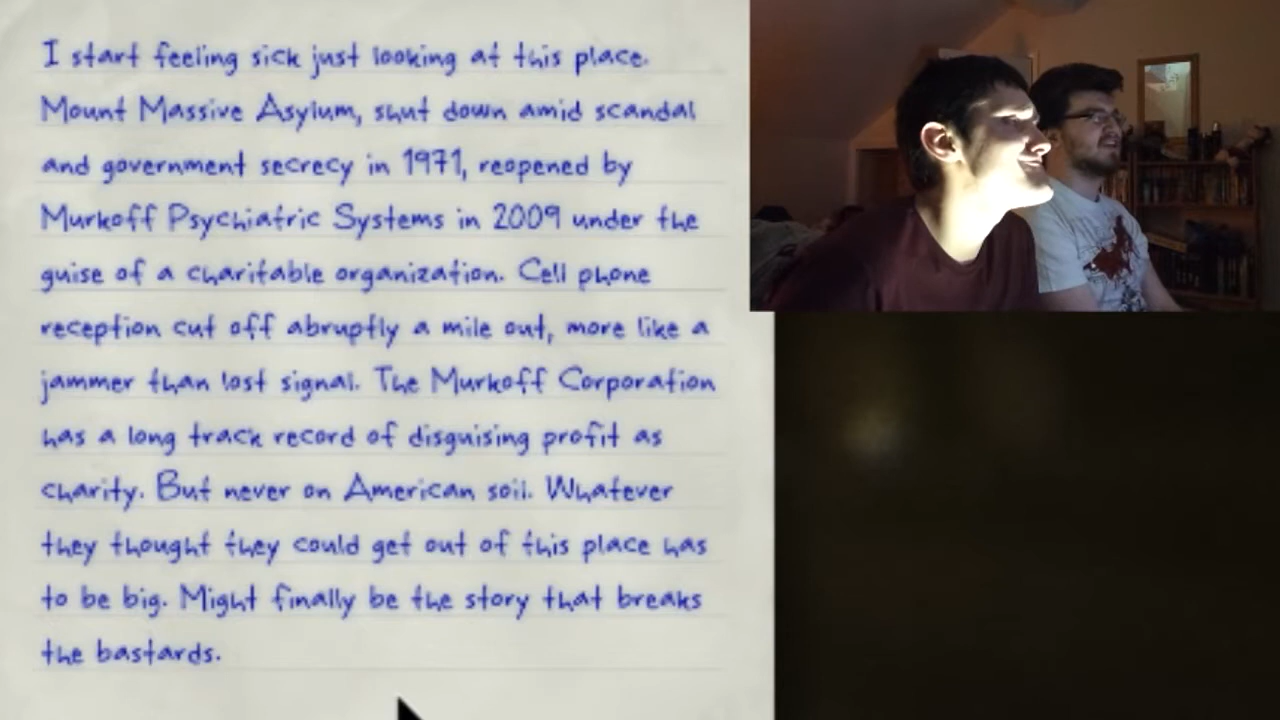 I start feeling sick just looking at this place.
Mount Massive Asylum, shut down amid scandal
and government secrecy in 1971, reopened by
Murkoff Psychiatric Systems in 2009 under the
guise of a charitable organization. Cell phone
reception cut off abruptly a mile out, more like a
jammer than lost signal. The Murkoff Corporation
has a long track record of disguising profit as
charity. But never on American soil. Whatever
they thought they could get out of this place has
to be big. Might finally be the story that breaks
the bastards.